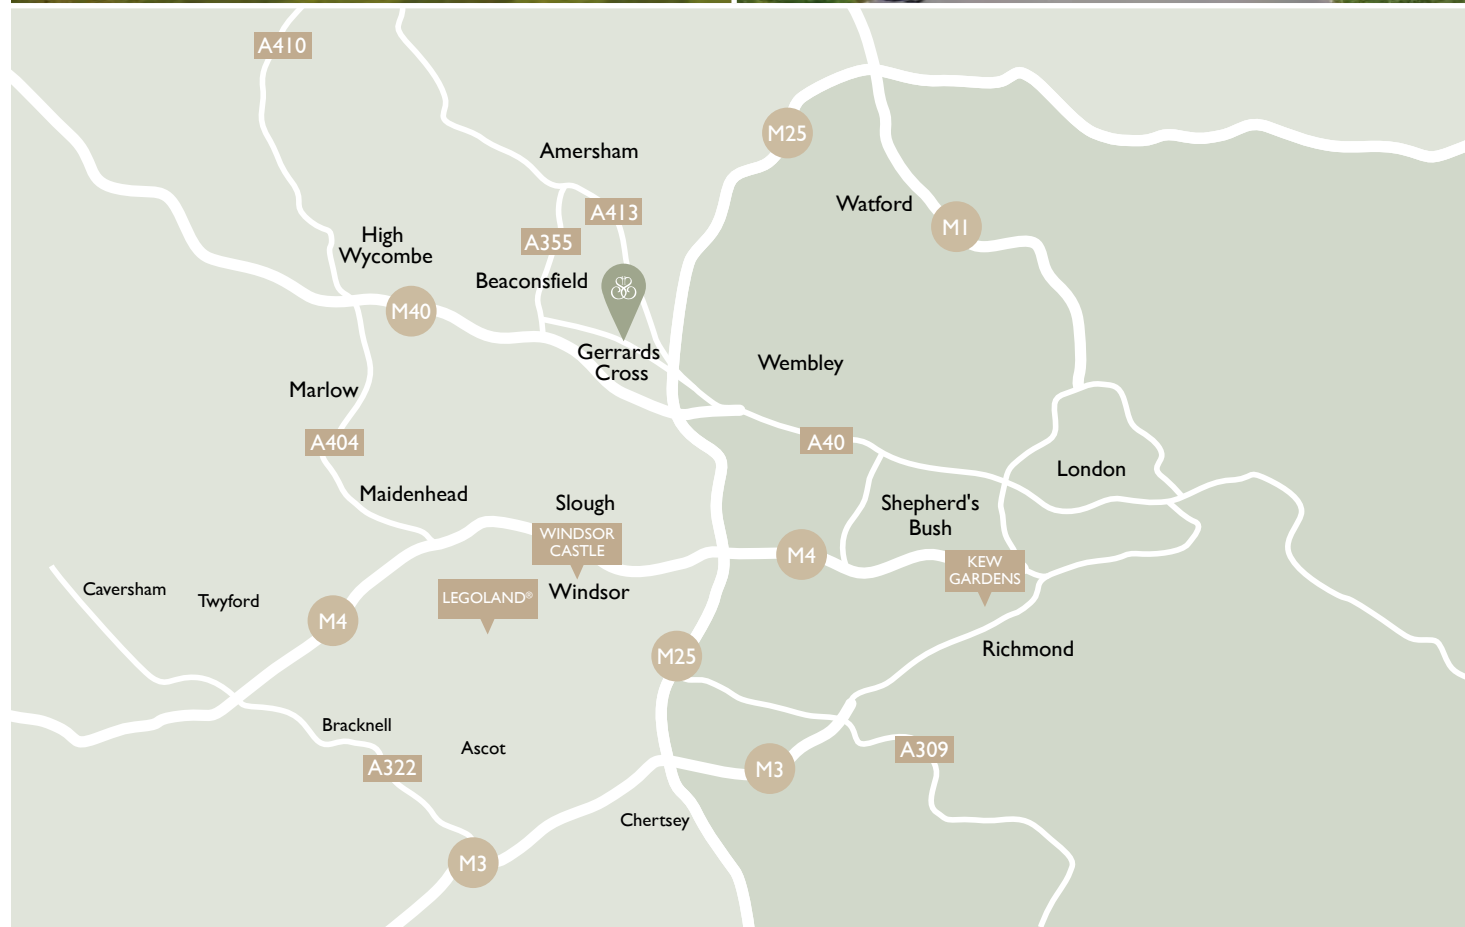 A410
M25
Amersham
Watford
A413
M1
High
Wycombe
A355
Beaconsfield
M40
Gerrards
Cross
Wembley
Marlow
A404
A40
London
Maidenhead
Slough
Shepherd's
Bush
WINDSOR
CASTLE
M4
KEW
GARDENS
Caversham
Twyford
LEGOLAND®
Windsor
M4
M25
Richmond
Bracknell
Ascot
A309
A322
M3
Chertsey
M3